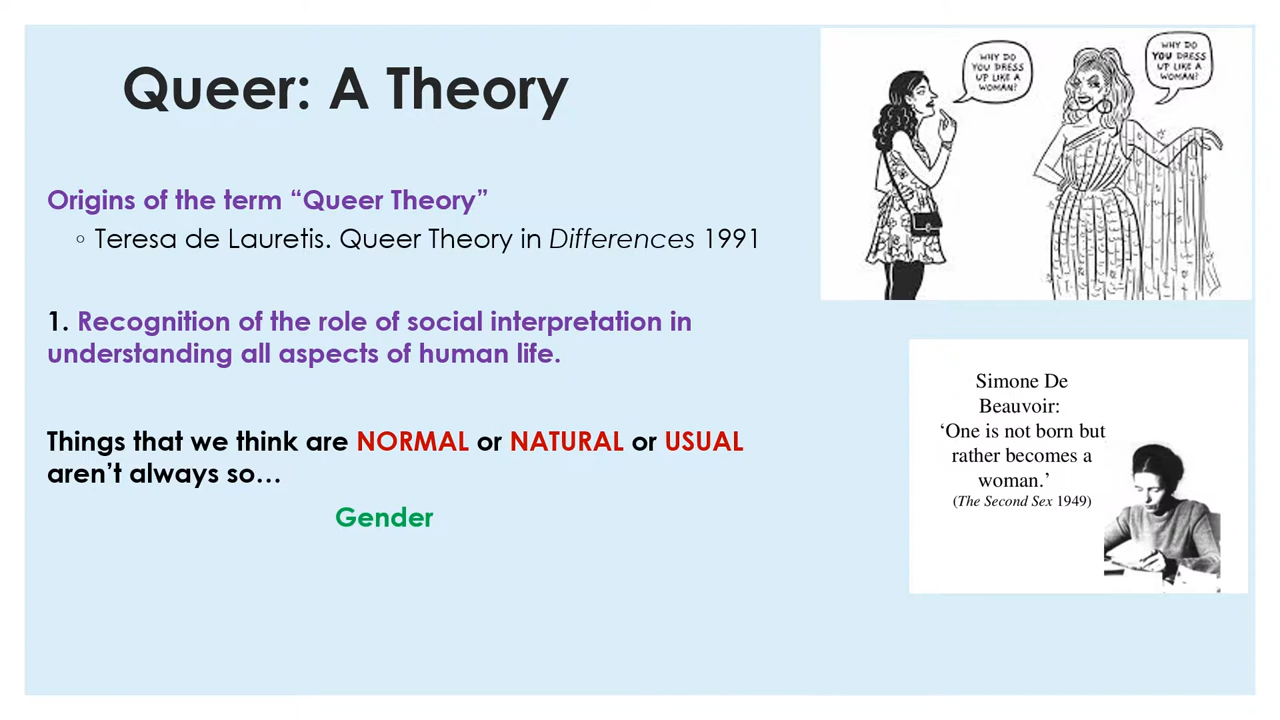 Queer: A Theory
Origins of the term “Queer Theory”
◦ Teresa de Lauretis. Queer Theory in Differences 1991
1. Recognition of the role of social interpretation in
understanding all aspects of human life.
Things that we think are NORMAL or NATURAL or USUAL
aren’t always so…
Gender
WHY DO
YOU DRESS
UP LIKE A
WOMAN?
WHY DO
YOU DRESS
UP LIKE A
WOMAN?
Simone De
Beauvoir:
‘One is not born but
rather becomes a
woman.’
(The Second Sex 1949)